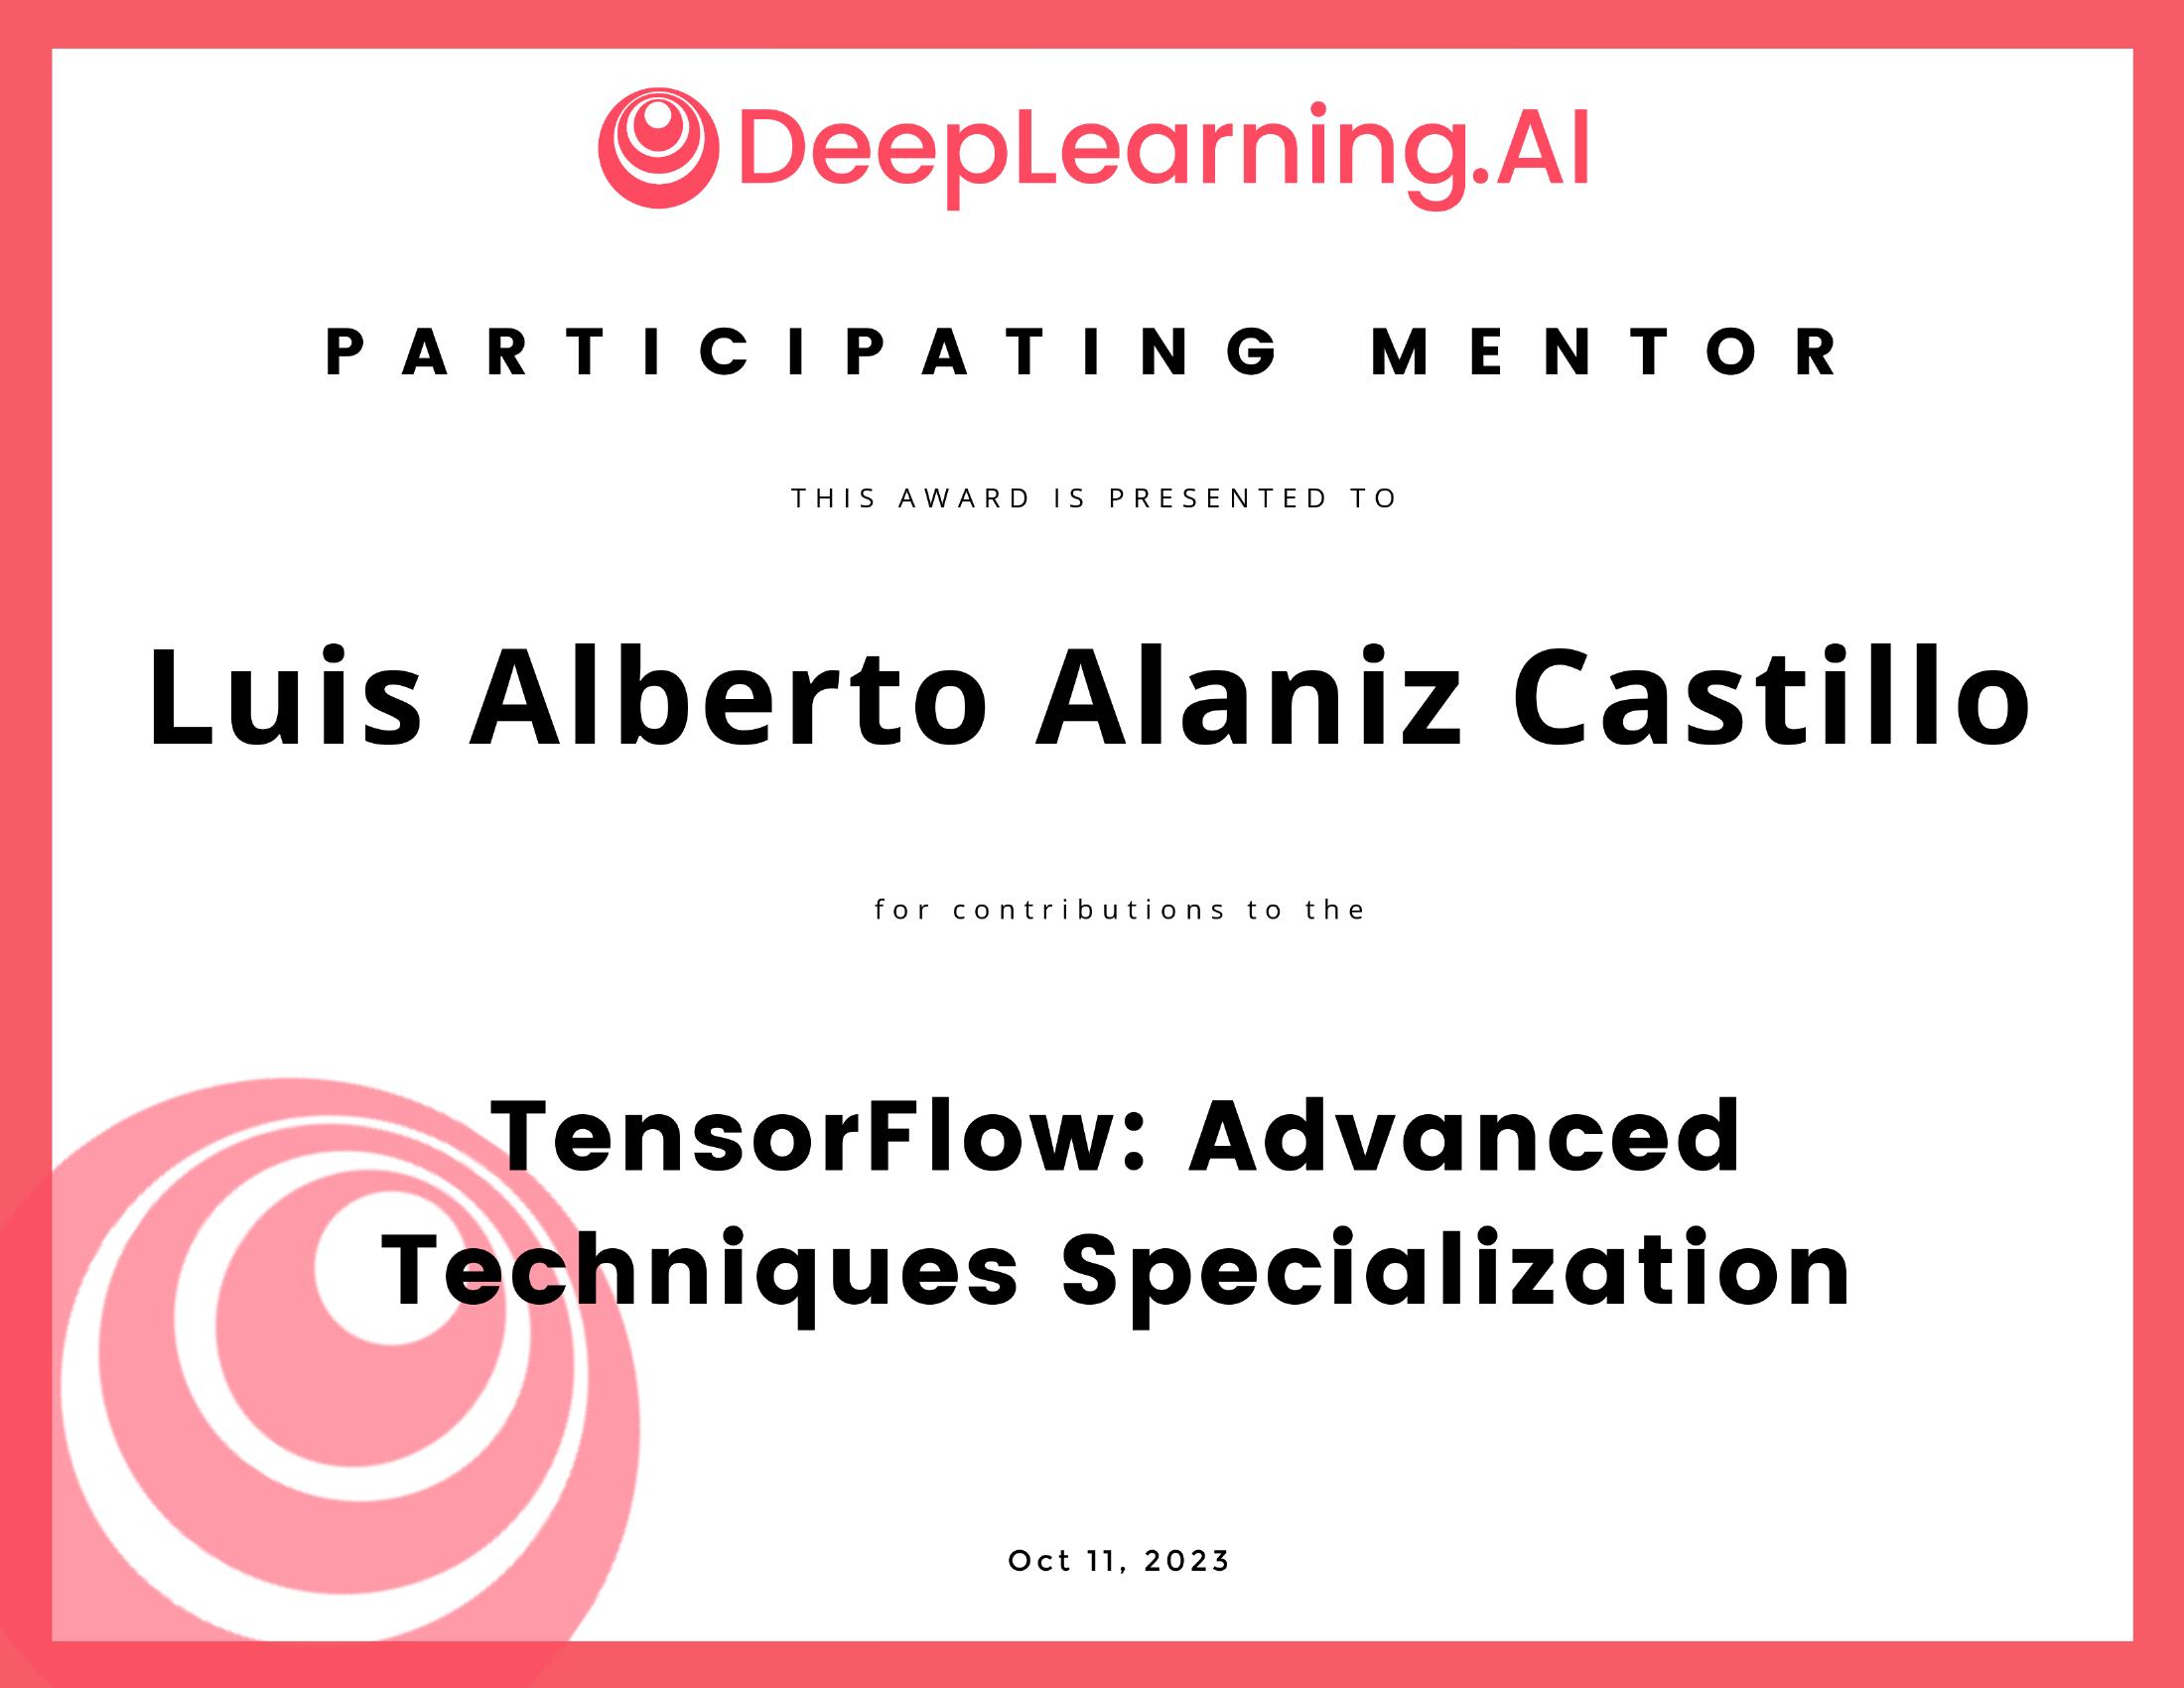 DeepLearning.AI
PARTICIPATING MENTOR
THIS AWARD IS PRESENTED TO
Luis Alberto Alaniz Castillo
for contributions to the
TensorFlow: Advanced
Techniques Specialization
Oct 11, 2023